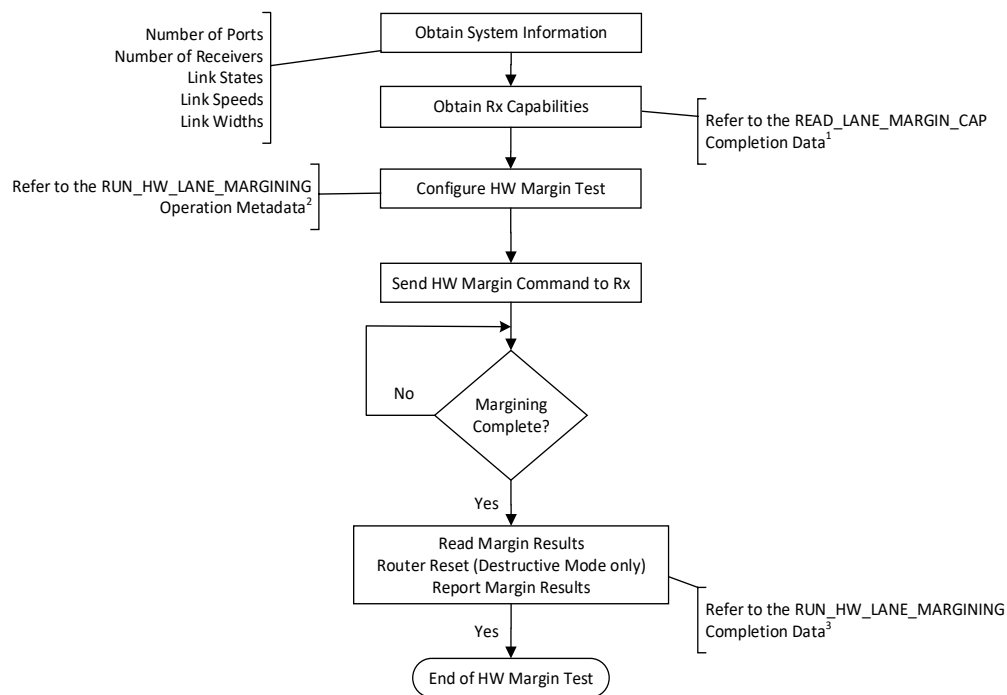 Number of Ports
Number of Receivers
Link States
Link Speeds
Link Widths
Obtain System Information
Obtain Rx Capabilities
Refer to the READ_LANE_MARGIN_CAP
Completion Data1
Refer to the RUN_HW_LANE_MARGINING
Operation Metadata2
Configure HW Margin Test
Send HW Margin Command to Rx
No
Margining
Complete?
Yes
Read Margin Results
Router Reset (Destructive Mode only)
Report Margin Results
Refer to the RUN_HW_LANE_MARGINING
Completion Data3
Yes
End of HW Margin Test